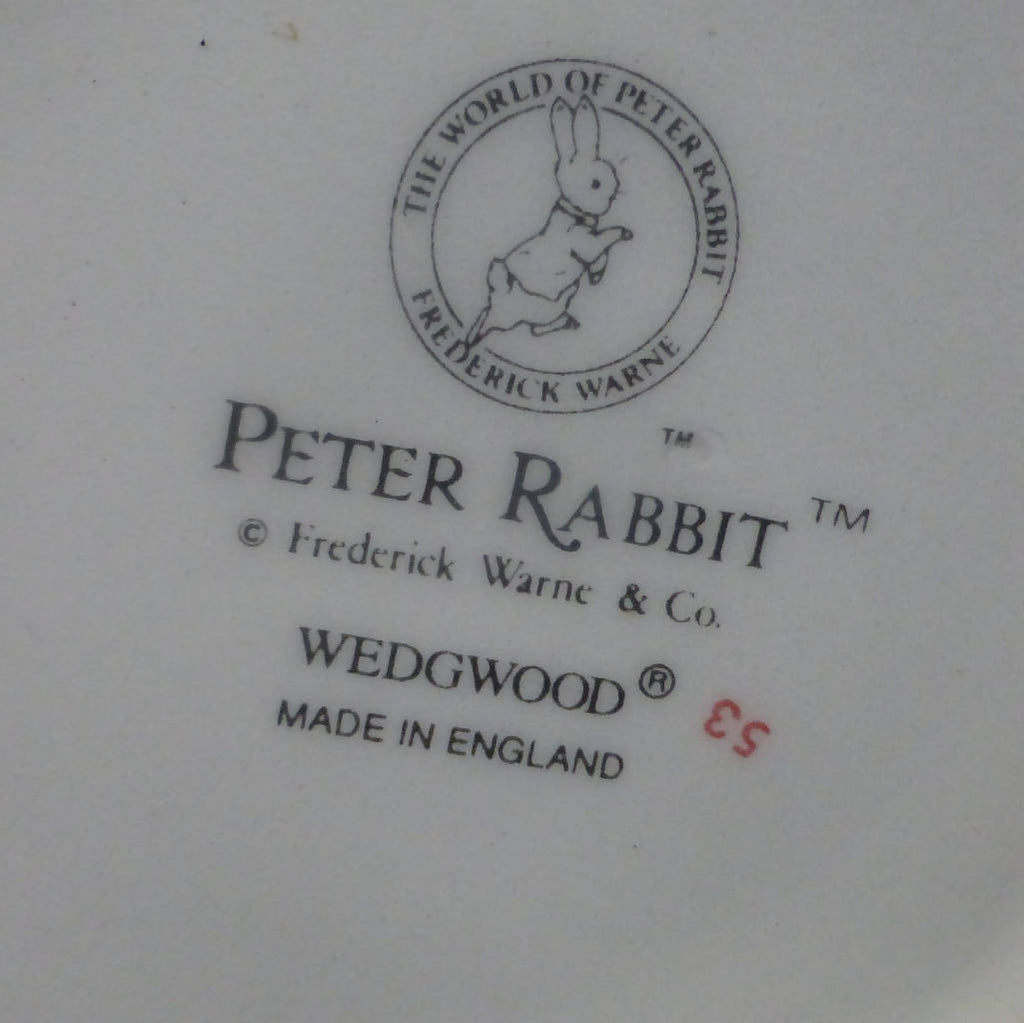 THE WORLD OF PETER RABBIT
FREDERICK WARNE
TM
PETER RABBIT TM
© Frederick Warne & Co.
WEDGWOOD ®
53
MADE IN ENGLAND